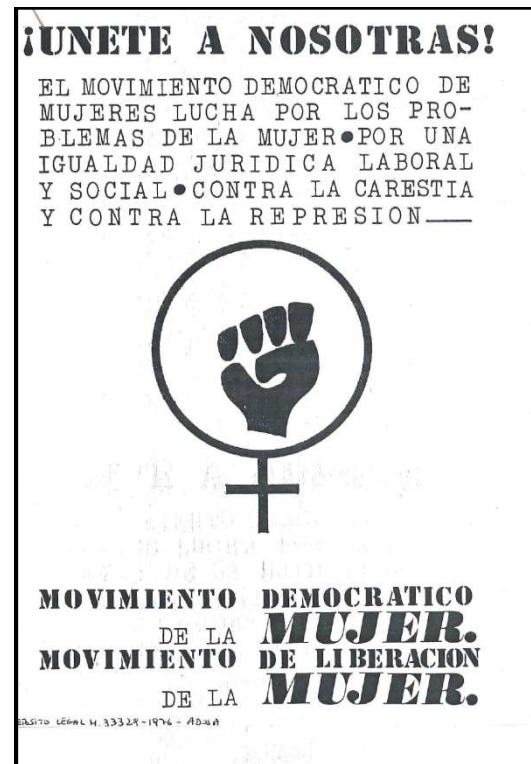 ¡UNETE A NOSOTRAS!
EL MOVIMIENTO DEMOCRATICO DE
MUJERES LUCHA POR LOS PRO-
BLEMAS DE LA MUJER•POR UNA
IGUALDAD JURIDICA LABORAL
Y SOCIAL•CONTRA LA CARESTIA
Y CONTRA LA REPRESION
MOVIMIENTO DEMOCRATICO
DE LA MUJER.
MOVIMIENTO DE LIBERACION
DE LA MUJER.
LEGAL M. 33328-1976 -